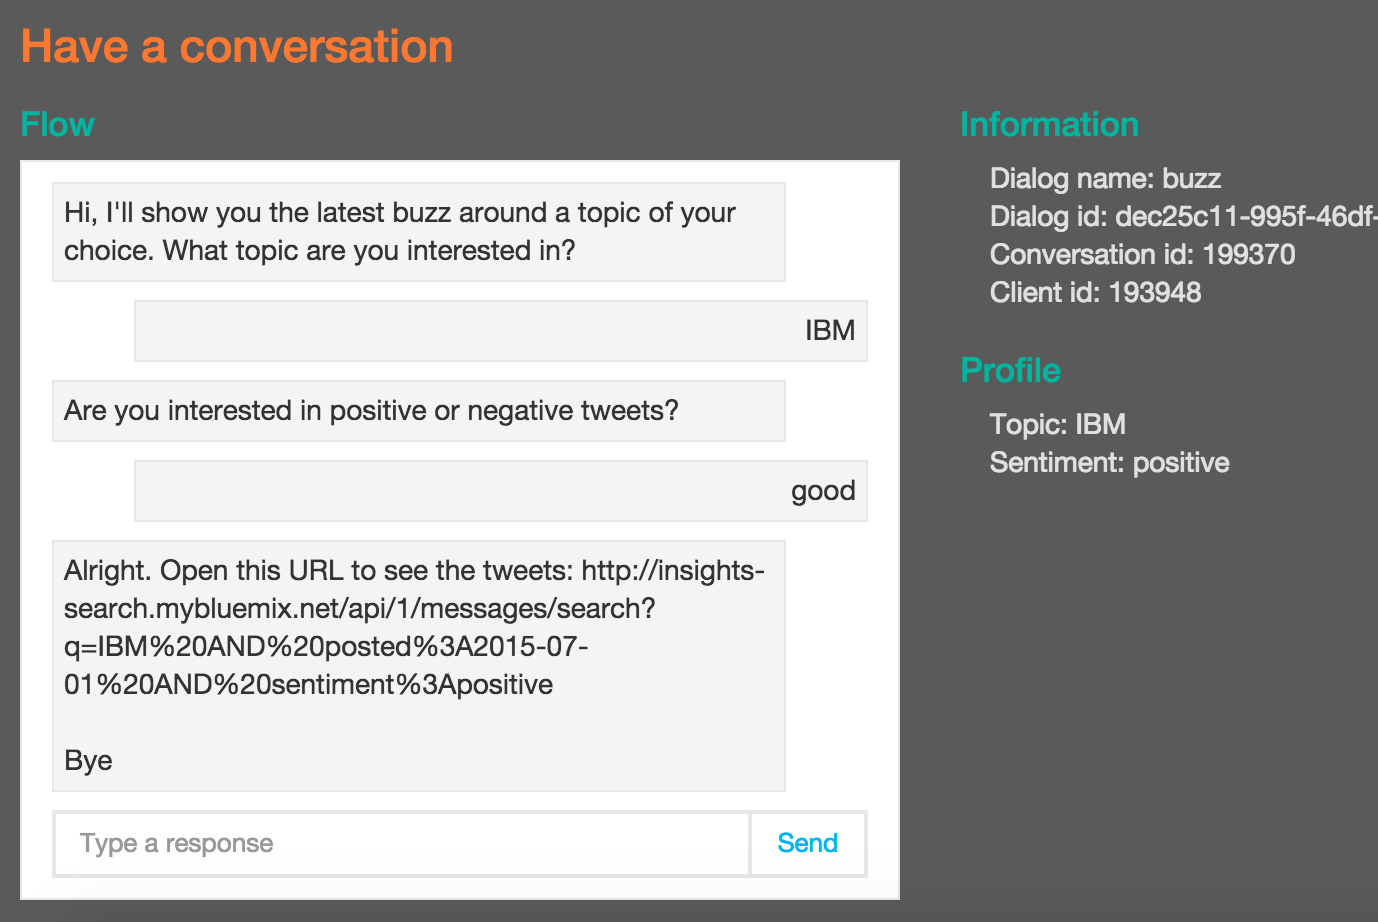 Have a conversation
Flow
Hi, I'll show you the latest buzz around a topic of your
choice. What topic are you interested in?
IBM
Are you interested in positive or negative tweets?
good
Alright. Open this URL to see the tweets: http://insights-
search.mybluemix.net/api/1/messages/search?
q=IBM%20AND%20posted%3A2015-07-
01%20AND%20sentiment%3Apositive
Bye
Type a response
Send
Information
Dialog name: buzz
Dialog id: dec25c11-995f-46df-
Conversation id: 199370
Client id: 193948
Profile
Topic: IBM
Sentiment: positive